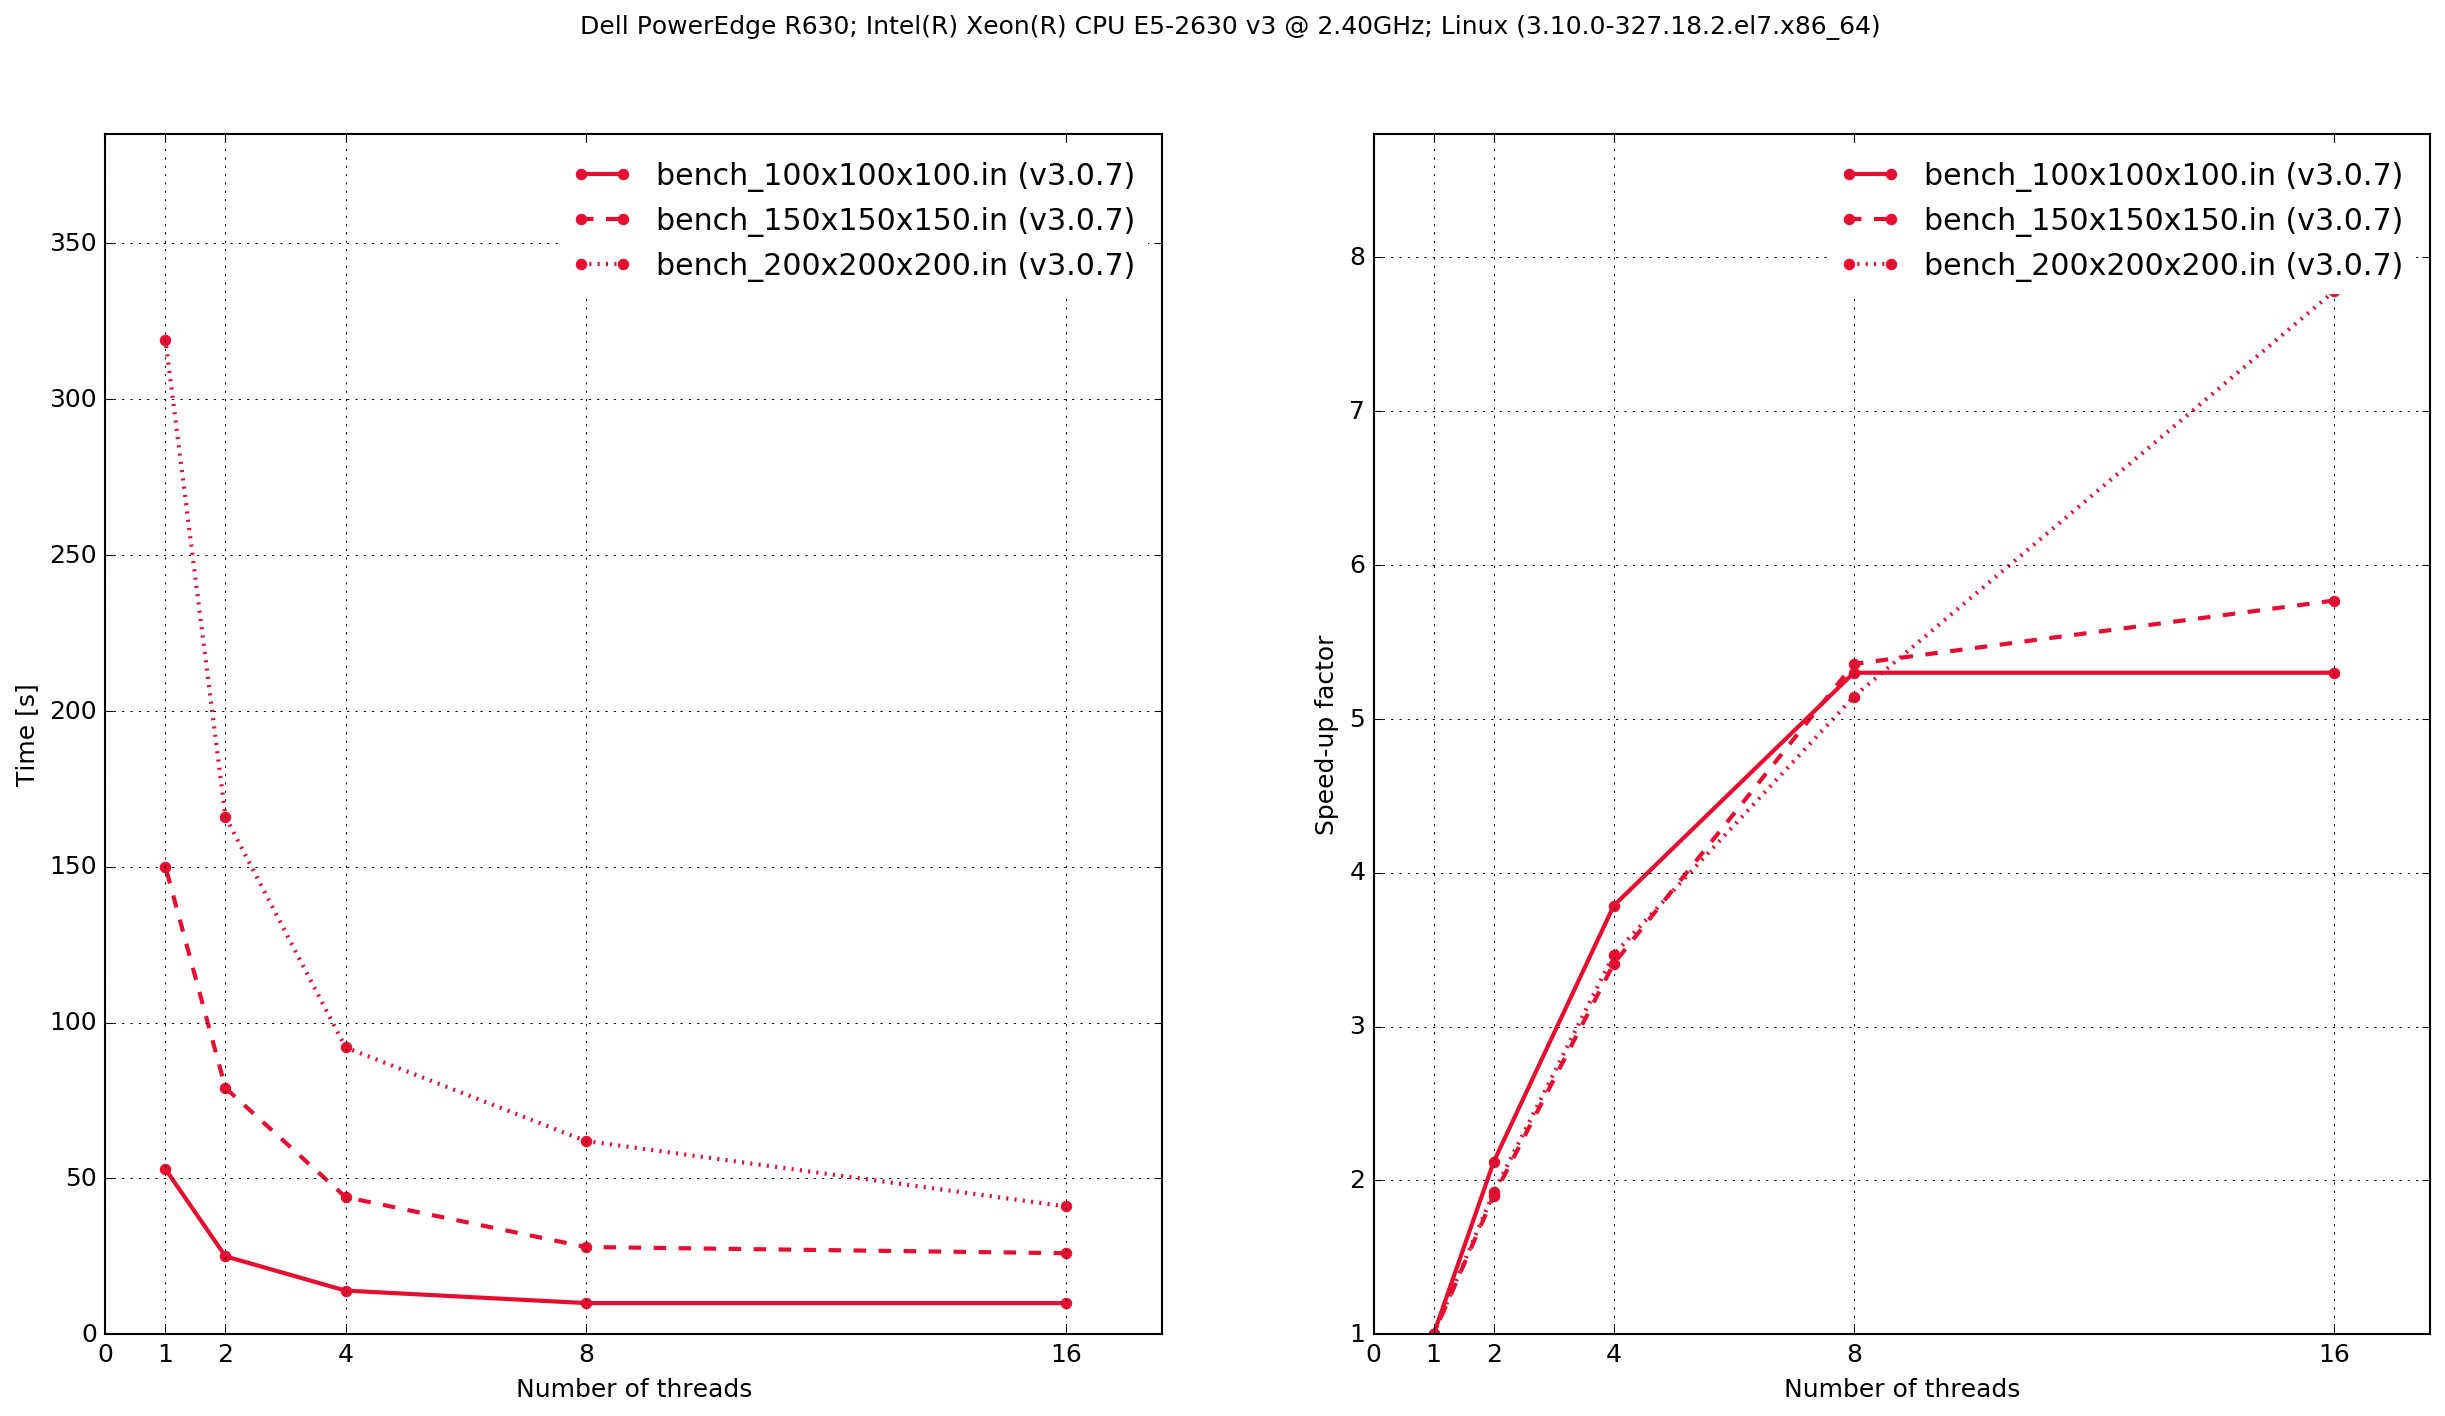 Dell PowerEdge R630; Intel(R) Xeon(R) CPU E5-2630 v3 @ 2.40GHz; Linux (3.10.0-327.18.2.el7.x86_64)
bench_100x100x100.in (v3.0.7)
bench_150x150x150.in (v3.0.7)
bench_200x200x200.in (v3.0.7)
350
300
250
200
150
100
50
0
Time [s]
0 1 2 4 8 16
Number of threads
bench_100x100x100.in (v3.0.7)
bench_150x150x150.in (v3.0.7)
bench_200x200x200.in (v3.0.7)
8
7
6
5
4
3
2
1
Speed-up factor
0 1 2 4 8 16
Number of threads